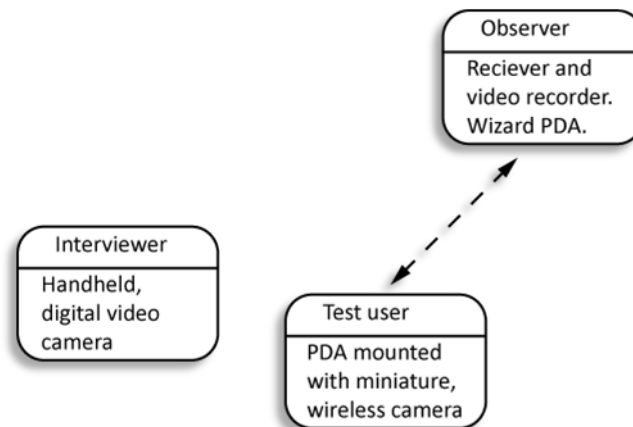 Observer
Reciever and
video recorder.
Wizard PDA.
Interviewer
Handheld,
digital video
camera
Test user
PDA mounted
with miniature,
wireless camera